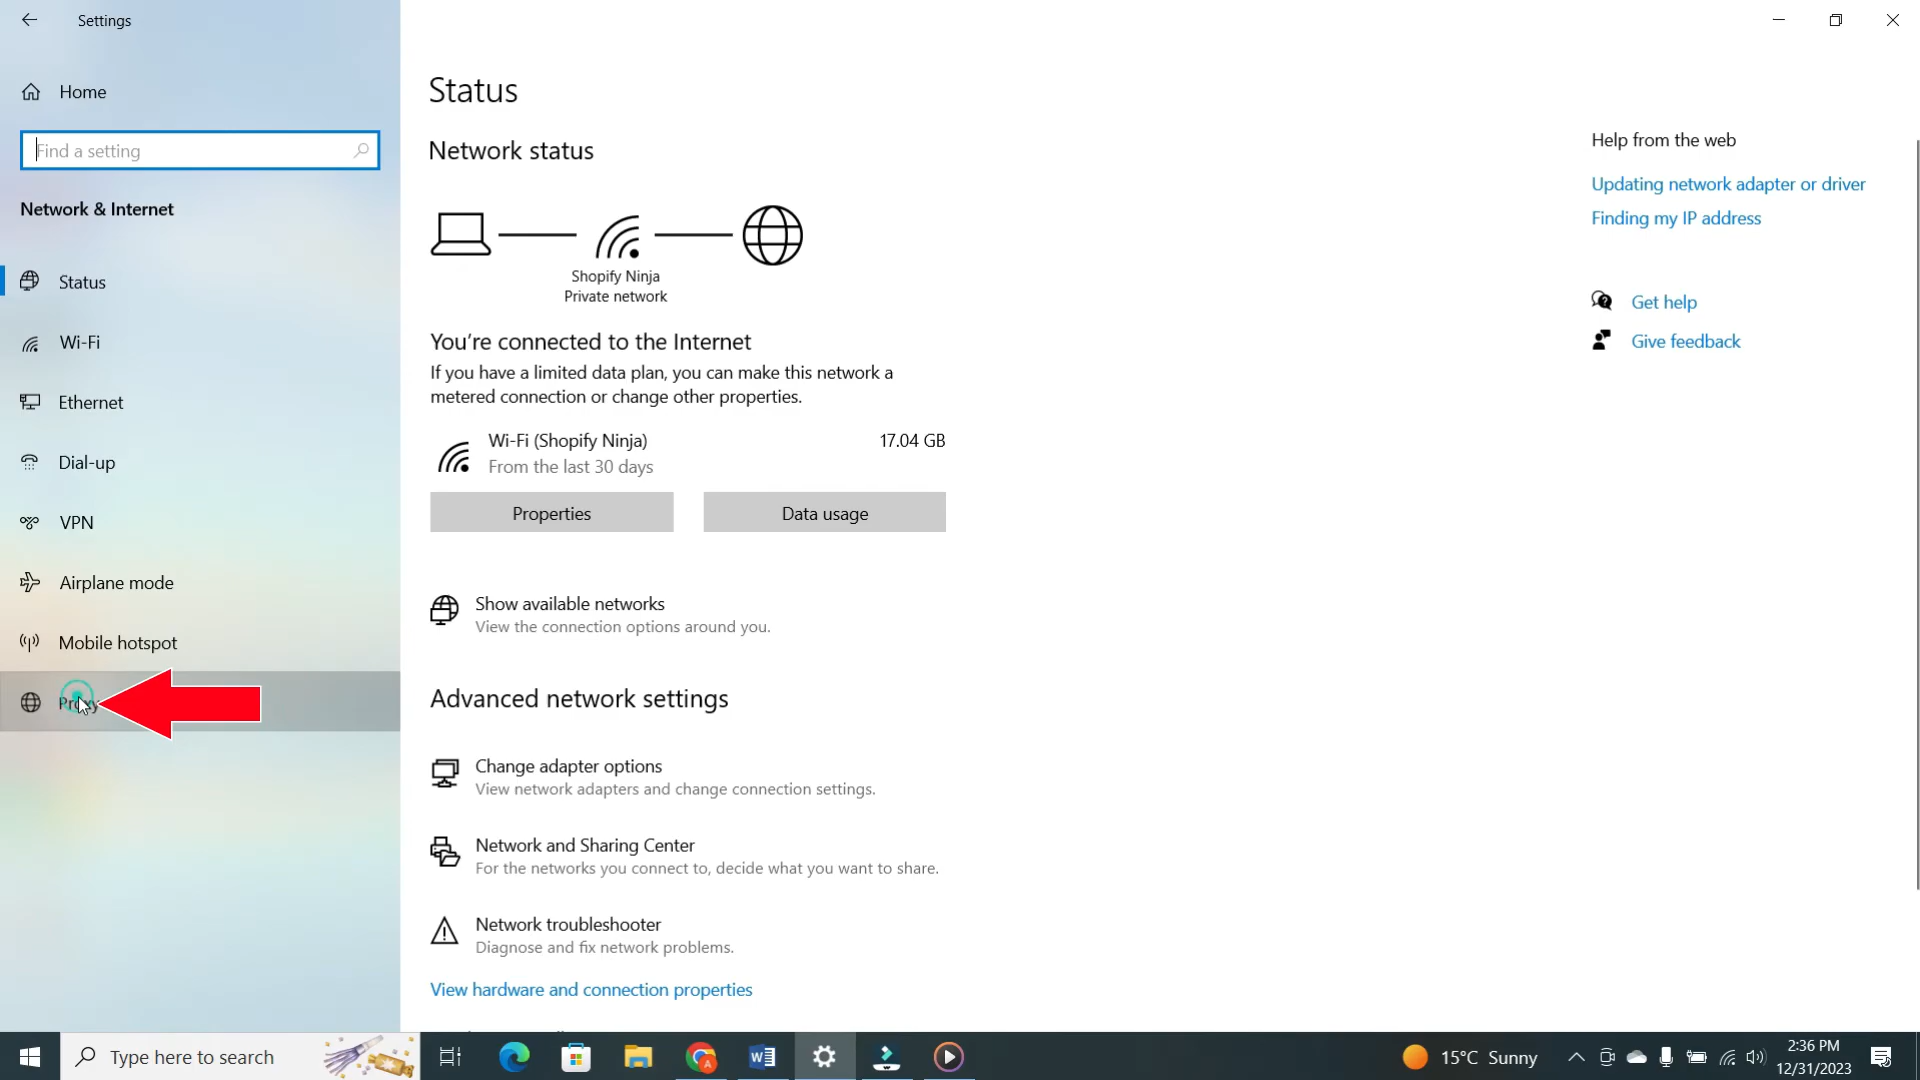 Settings
Home
Find a setting
Network & Internet
Status
Wi-Fi
Ethernet
Dial-up
VPN
Airplane mode
Mobile hotspot
Proxy
Status
Network status
Shopify Ninja
Private network
You're connected to the Internet
If you have a limited data plan, you can make this network a
metered connection or change other properties.
Wi-Fi (Shopify Ninja) 17.04 GB
From the last 30 days
Properties Data usage
Show available networks
View the connection options around you.
Advanced network settings
Change adapter options
View network adapters and change connection settings.
Network and Sharing Center
For the networks you connect to, decide what you want to share.
Network troubleshooter
Diagnose and fix network problems.
View hardware and connection properties
Help from the web
Updating network adapter or driver
Finding my IP address
Get help
Give feedback
Type here to search
15°C Sunny
2:36 PM
12/31/2023